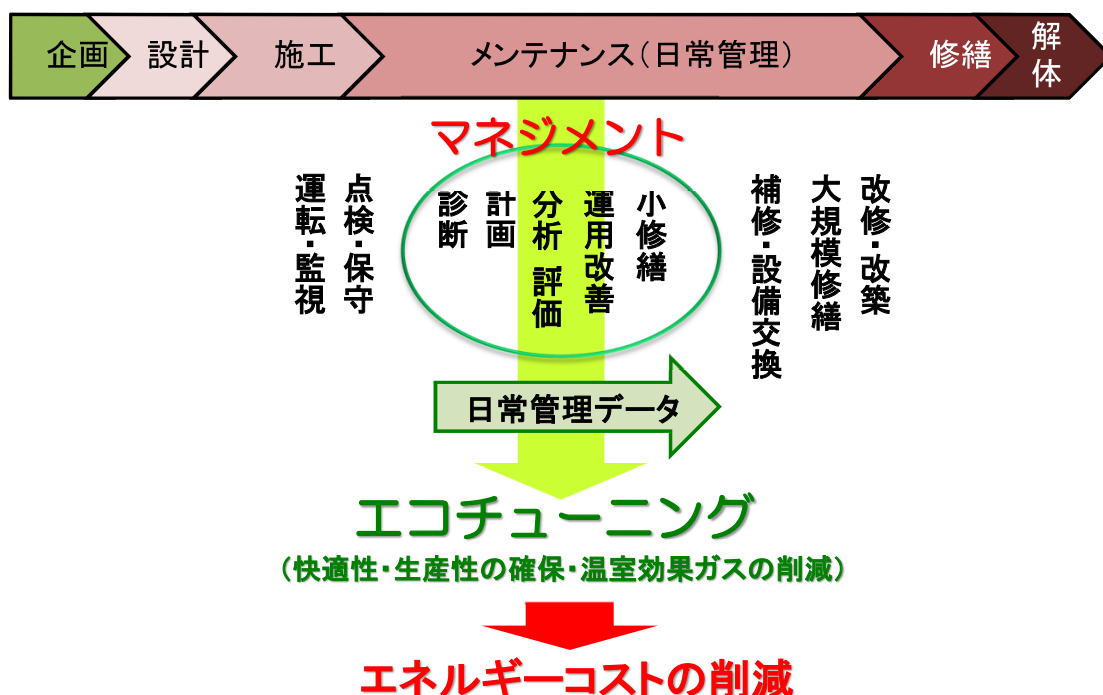 企画
設計
施工
メンテナンス(日常管理)
修繕
解体
マネジメント
運転・監視
点検・保守
診断
計画
分析 評価
運用改善
小修繕
補修・設備交換
大規模修繕
改修・改築
日常管理データ
エコチューニング
(快適性・生産性の確保・温室効果ガスの削減)
エネルギーコストの削減